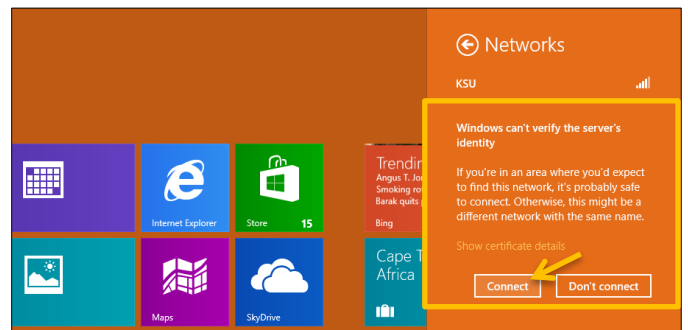 Networks
KSU
Windows can't verify the server's
identity
If you're in an area where you'd expect
to find this network, it's probably safe
to connect. Otherwise, this might be a
different network with the same name.
Show certificate details
Connect
Don't connect
Internet Explorer
Store
15
Trendin
Angus T. Jo
Smoking ro
Barak quits
Bing
Maps
SkyDrive
Cape T
Africa